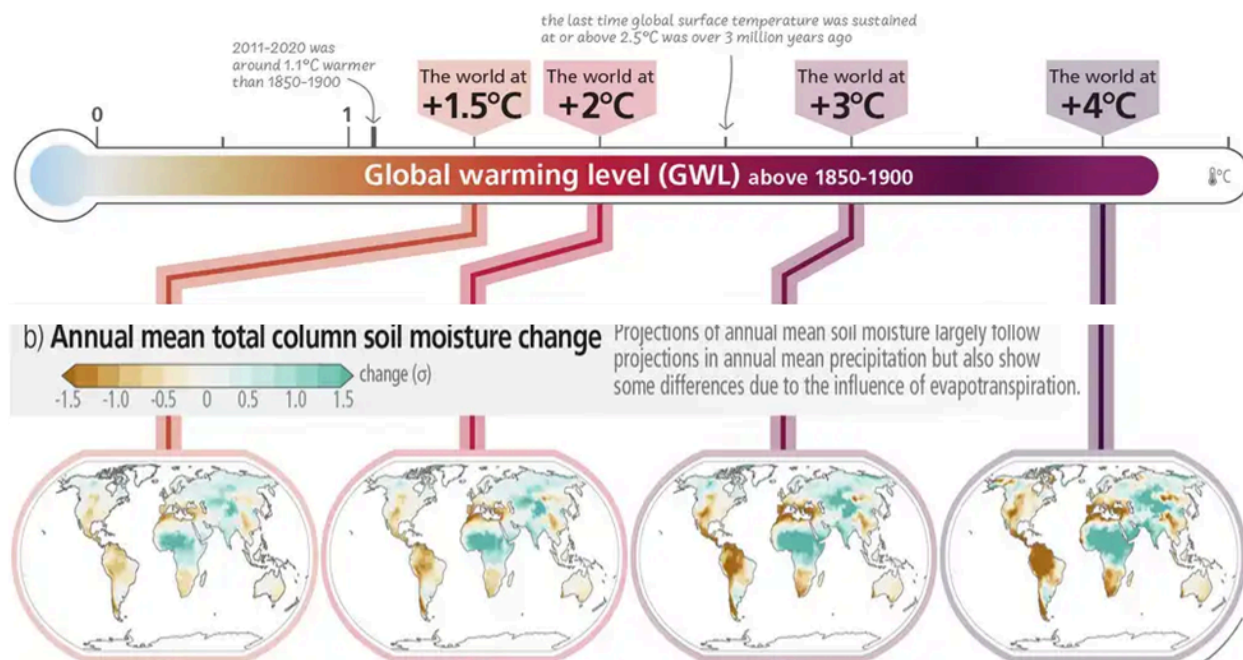 the last time global surface temperature was sustained
at or above 2.5°C was over 3 million years ago
2011-2020 was
around 1.1°C warmer
than 1850-1900
The world at
+1.5°C
The world at
+2°C
The world at
+3°C
The world at
+4°C
0
1
Global warming level (GWL) above 1850-1900
°C
b) Annual mean total column soil moisture change
Projections of annual mean soil moisture largely follow
projections in annual mean precipitation but also show
some differences due to the influence of evapotranspiration.
change (σ)
-1.5 -1.0 -0.5 0 0.5 1.0 1.5